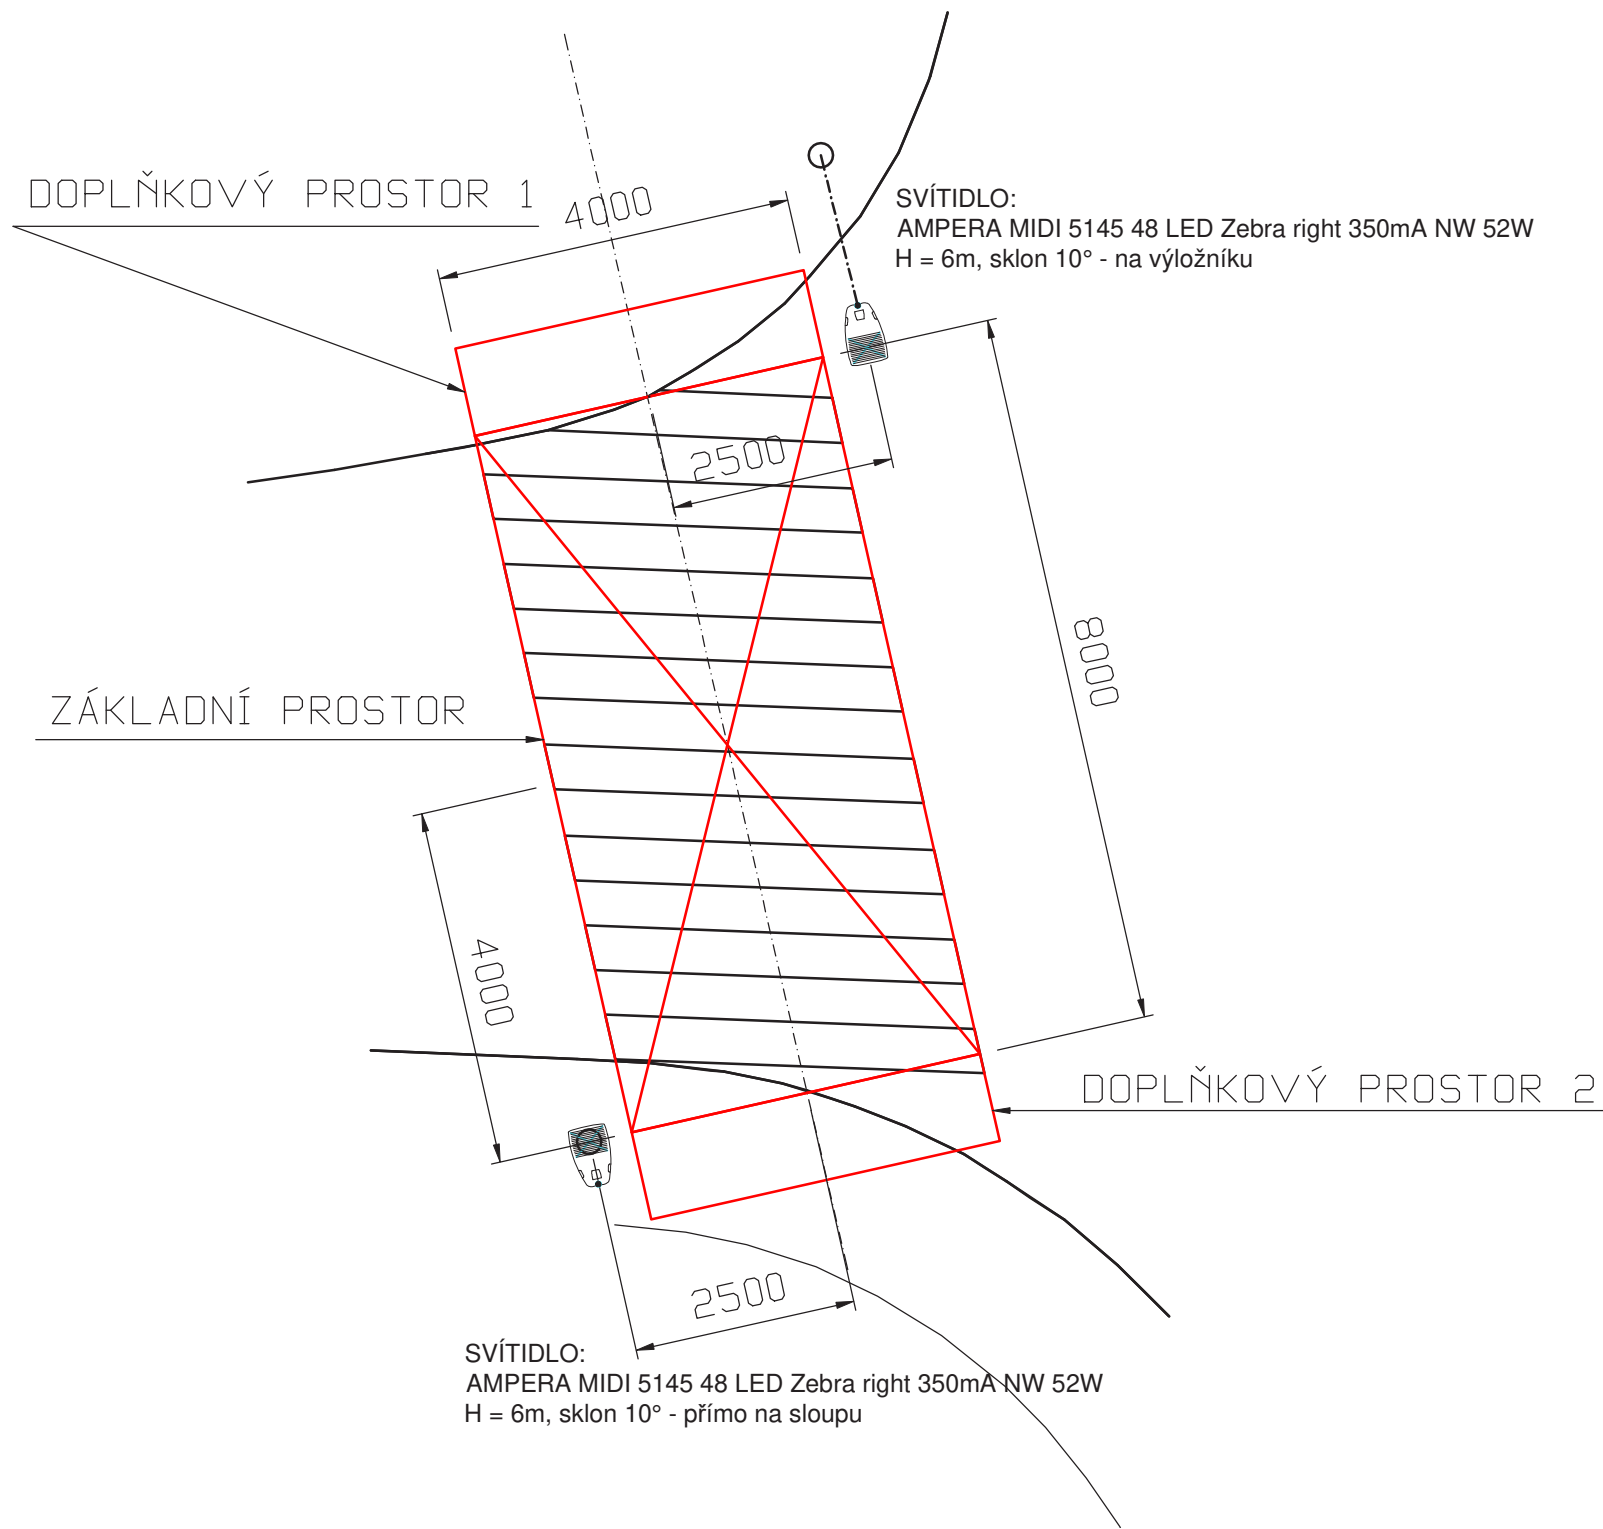 DOPLŇKOVÝ PROSTOR 1
4000
SVÍTIDLO:
AMPERA MIDI 5145 48 LED Zebra right 350mA NW 52W
H = 6m, sklon 10° - na výložníku
2500
8000
ZÁKLADNÍ PROSTOR
4000
DOPLŇKOVÝ PROSTOR 2
2500
SVÍTIDLO:
AMPERA MIDI 5145 48 LED Zebra right 350mA NW 52W
H = 6m, sklon 10° - přímo na sloupu